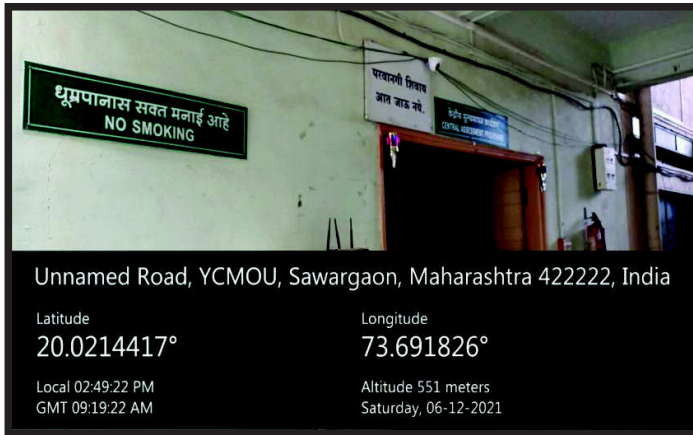 धूम्रपानास सक्त मनाई आहे
NO SMOKING
परवानगी शिवाय
आत जाऊ नये.
CENTRAL ASSESSMENT
Unnamed Road, YCMOU, Sawargaon, Maharashtra 422222, India
Latitude
20.0214417°
Longitude
73.691826°
Local 02:49:22 PM
GMT 09:19:22 AM
Altitude 551 meters
Saturday, 06-12-2021